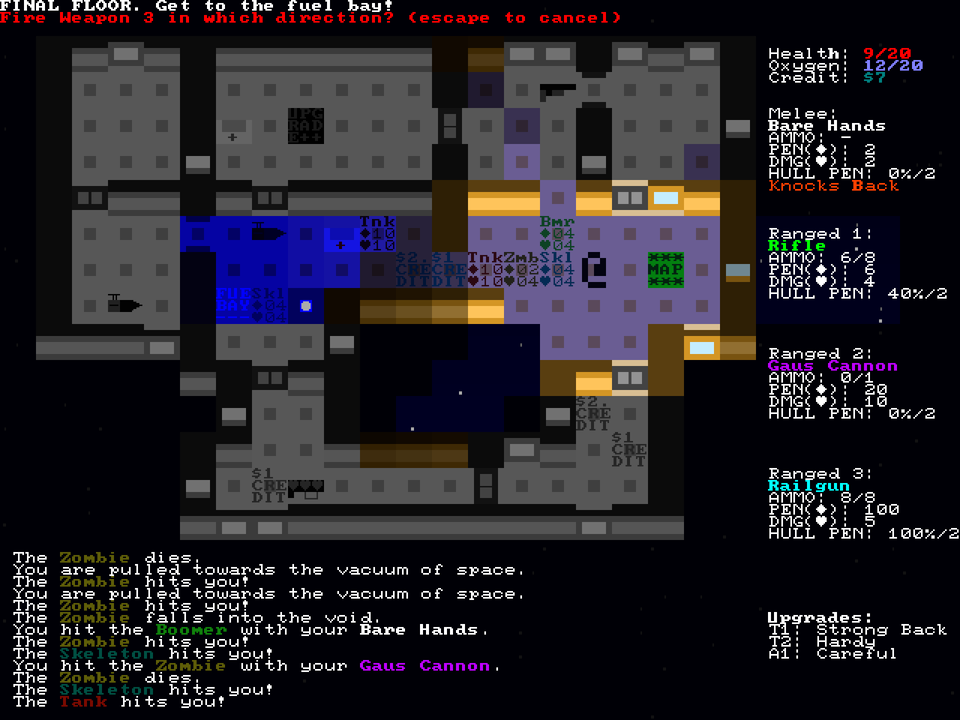 FINAL FLOOR. Get to the fuel bay!
Fire Weapon 3 in which direction? (escape to cancel)
Health: 9/20
Oxygen: 12/20
Credit: $7
Melee:
Bare Hands
AMMO: -
PEN(♦): 2
DMG(♥): 2
HULL PEN: 0%/2
Knocks Back
Ranged 1:
Rifle
AMMO: 6/8
PEN(♦): 6
DMG(♥): 4
HULL PEN: 40%/2
Ranged 2:
Gaus Cannon
AMMO: 0/1
PEN(♦): 20
DMG(♥): 10
HULL PEN: 0%/2
Ranged 3:
Railgun
AMMO: 8/8
PEN(♦): 100
DMG(♥): 5
HULL PEN: 100%/2
Upgrades:
T1: Strong Back
T2: Hardy
A1: Careful
UPG
RAD
E++
Tnk
♦10
♥10
Bmr
♦04
♥04
$2.
CRE
DIT
$1
CRE
DIT
Tnk
♦10
♥10
Zmb
♦02
♥04
Skl
♦04
♥04
MAP
FUE
BAY
Skl
♦04
♥04
$2.
CRE
DIT
$1
CRE
DIT
$1
CRE
DIT
The Zombie dies.
You are pulled towards the vacuum of space.
The Zombie hits you!
You are pulled towards the vacuum of space.
The Zombie hits you!
The Zombie falls into the void.
You hit the Boomer with your Bare Hands.
The Zombie hits you!
The Skeleton hits you!
You hit the Zombie with your Gaus Cannon.
The Zombie dies.
The Skeleton hits you!
The Tank hits you!